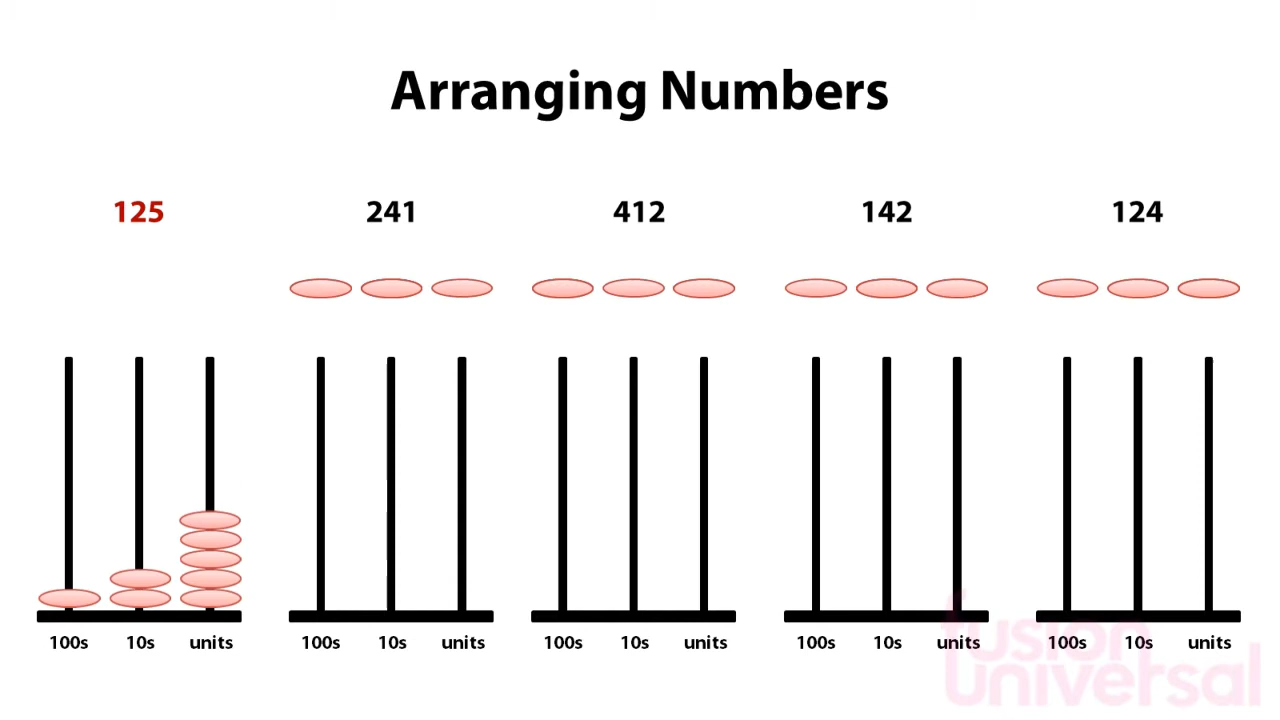 Arranging Numbers
125 241 412 142 124
100s 10s units 100s 10s units 100s 10s units 100s 10s units 100s 10s units
fusion
universal